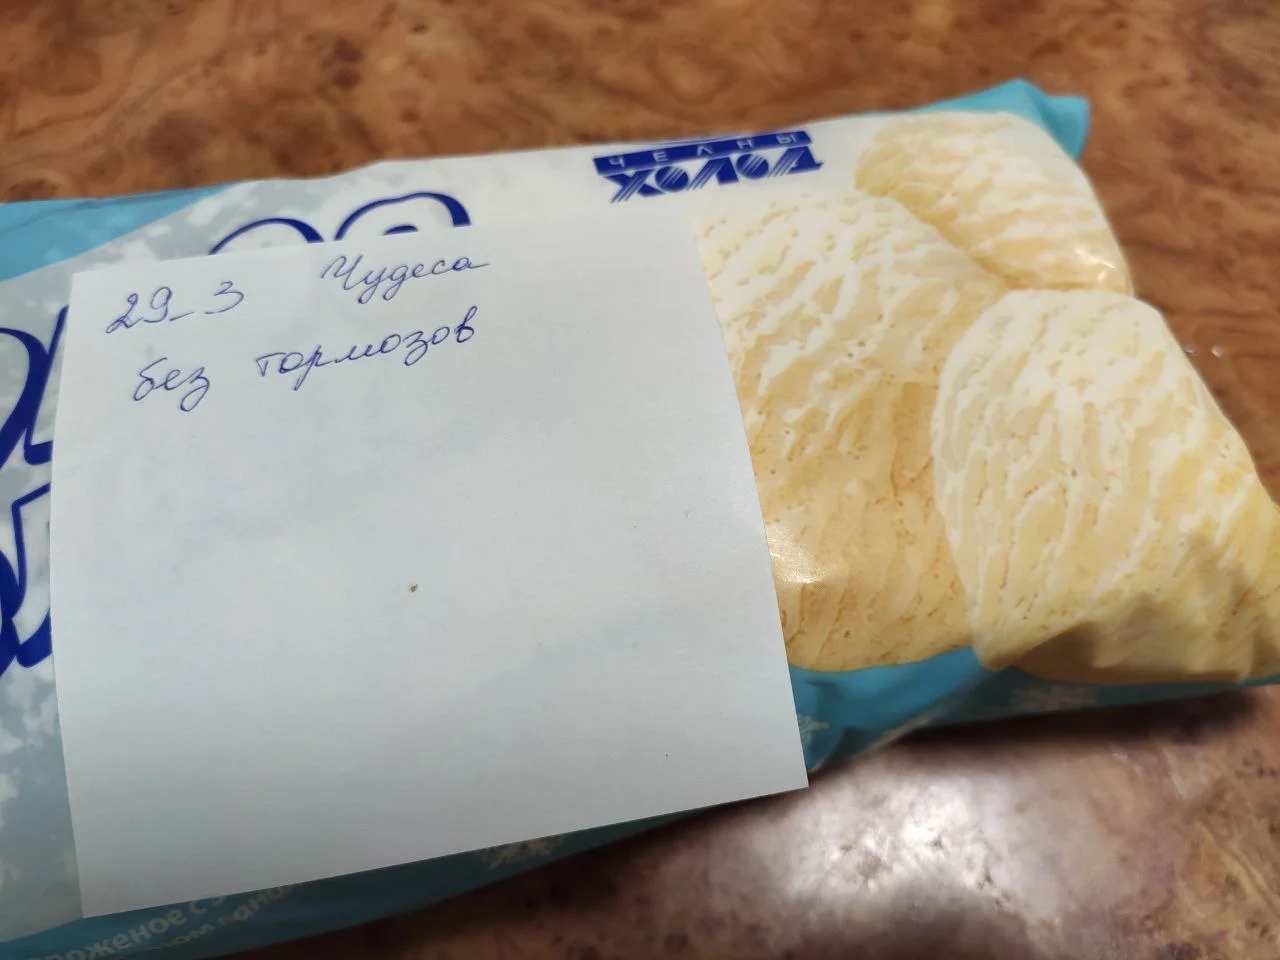 ЧЕЛНЫ
ХОЛОД
29_3 Чудеса
без тормозов